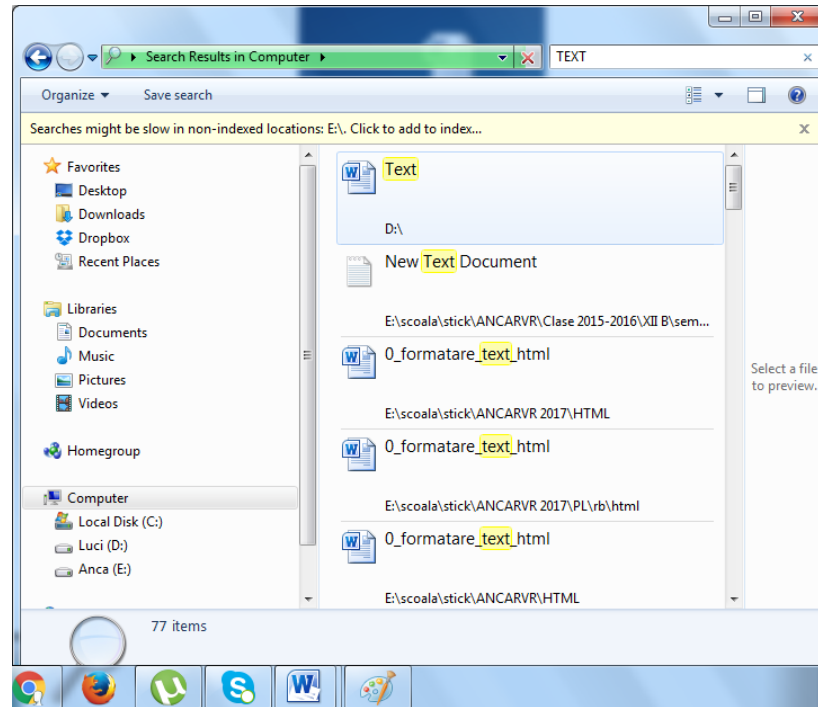 Search Results in Computer
TEXT
Organize
Save search
Searches might be slow in non-indexed locations: E:\. Click to add to index...
Favorites
Desktop
Downloads
Dropbox
Recent Places
Libraries
Documents
Music
Pictures
Videos
Homegroup
Computer
Local Disk (C:)
Luci (D:)
Anca (E:)
Text
D:\
New Text Document
E:\scoala\stick\ANCARVR\Clase 2015-2016\XII B\sem...
0_formatare_text_html
E:\scoala\stick\ANCARVR 2017\HTML
0_formatare_text_html
E:\scoala\stick\ANCARVR 2017\PL\rb\html
0_formatare_text_html
E:\scoala\stick\ANCARVR\HTML
Select a file
to preview.
77 items